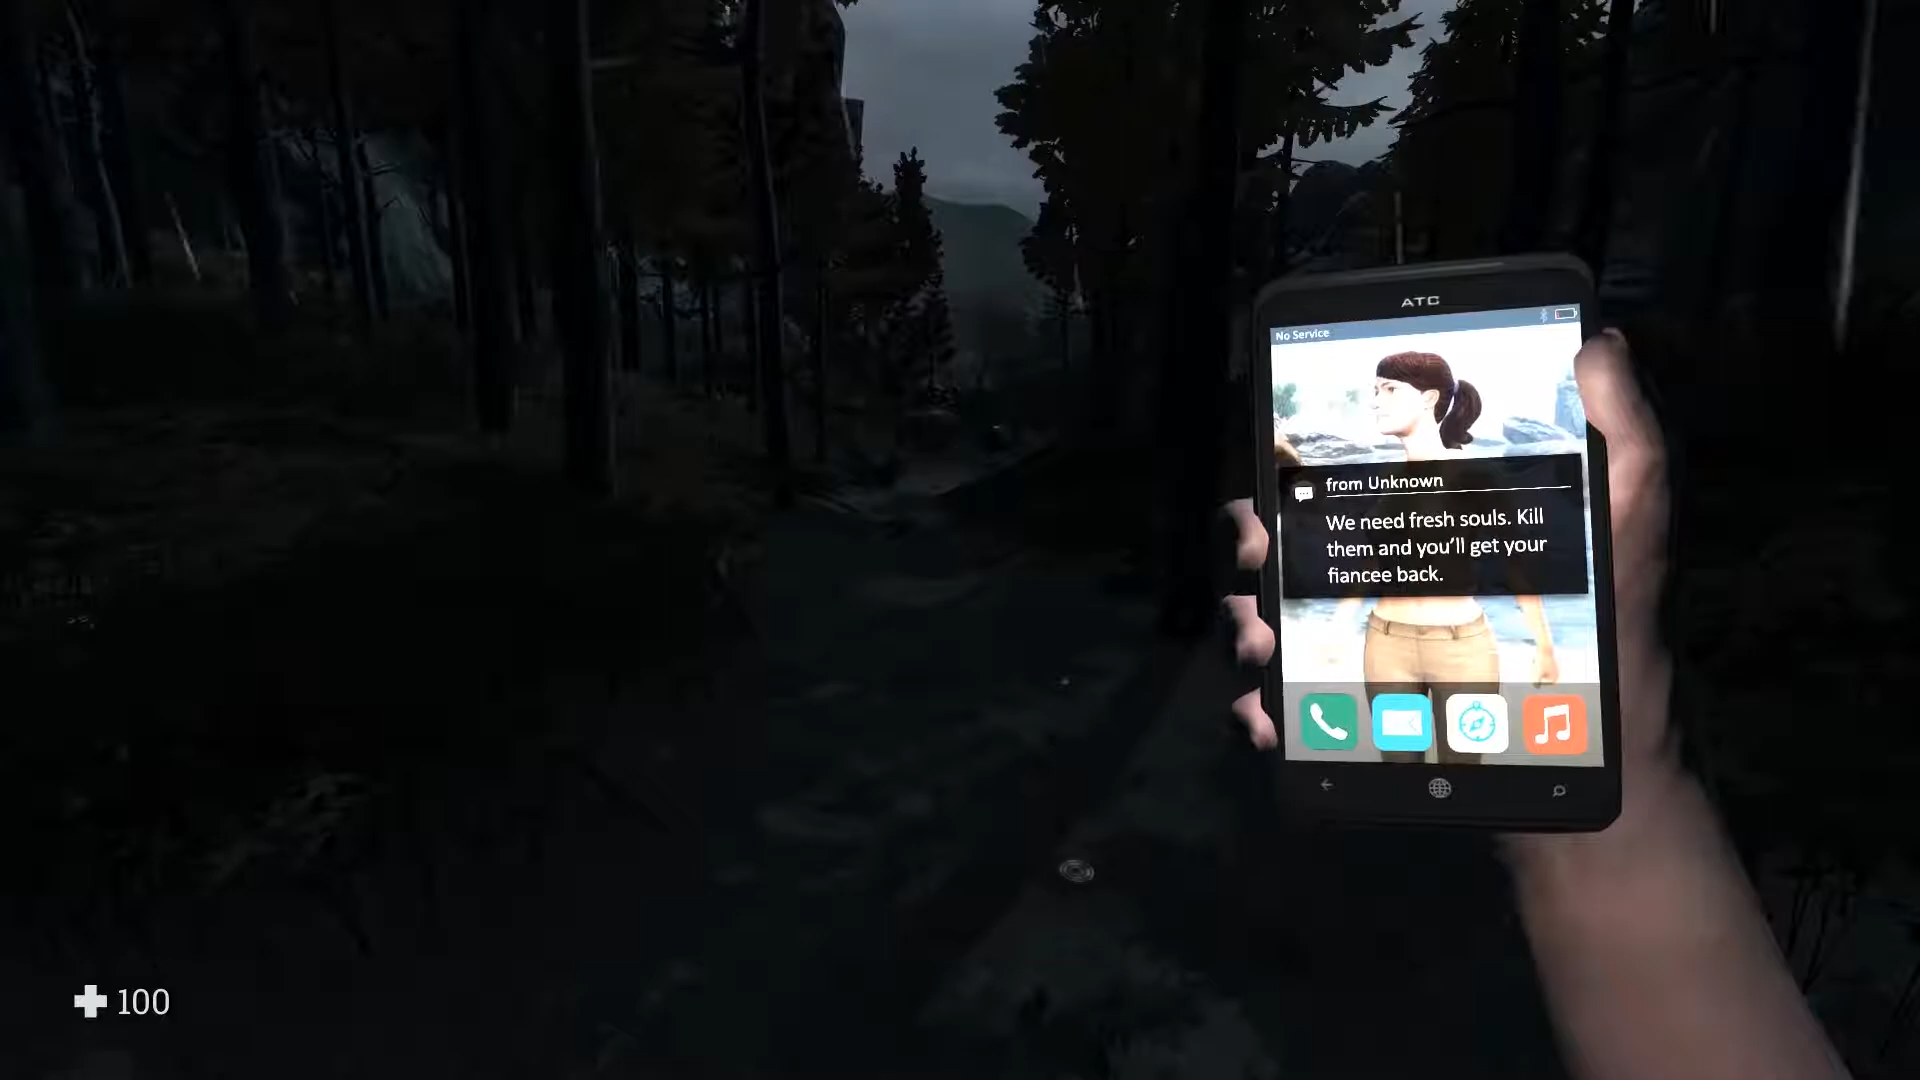 ATC
No Service
from Unknown
We need fresh souls. Kill
them and you'll get your
fiancee back.
100